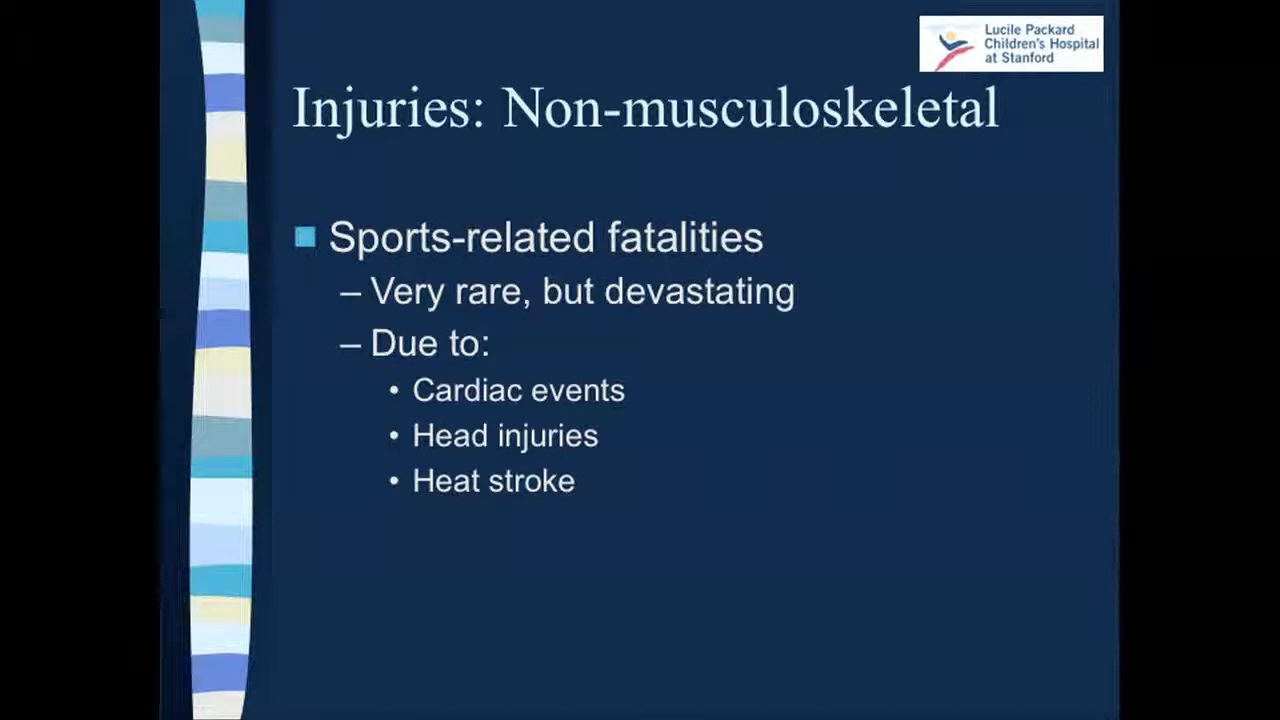 Lucile Packard
Children's Hospital
at Stanford
Injuries: Non-musculoskeletal
Sports-related fatalities
– Very rare, but devastating
– Due to:
• Cardiac events
• Head injuries
• Heat stroke